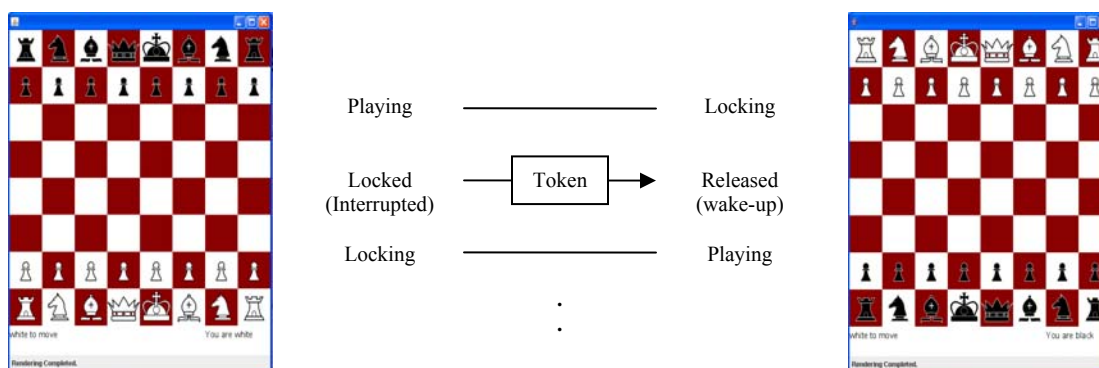 Playing
Locking
Locked
(Interrupted)
Token
Released
(wake-up)
Locking
Playing
white to move
You are white
Rendering Completed.
white to move
You are black
Rendering Completed.